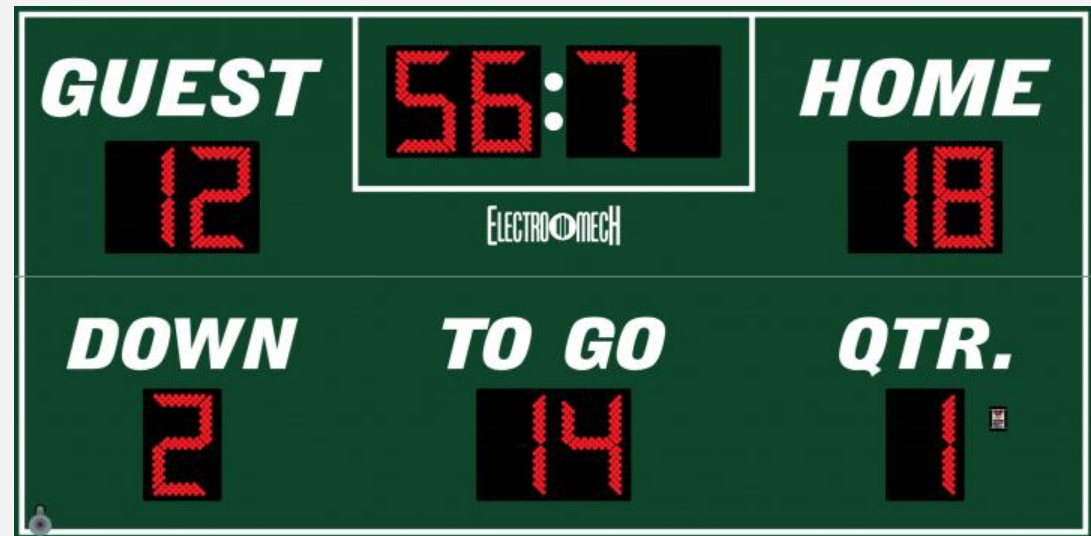 GUEST 56:7 HOME
12 18
ELECTRO MECH
DOWN TO GO QTR.
2 14 1